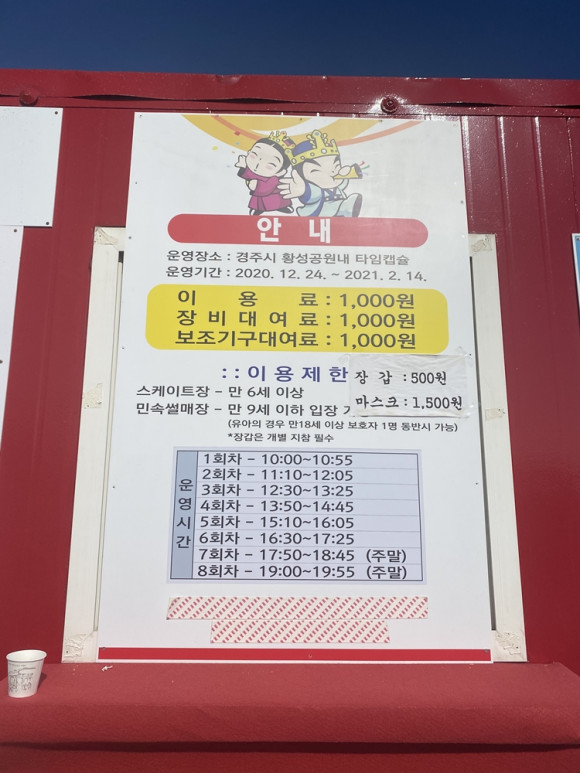 안 내
운영장소 : 경주시 황성공원내 타임캡슐
운영기간 : 2020. 12. 24. ~ 2021. 2. 14.
이 용 료 : 1,000원
장 비 대 여 료 : 1,000원
보조기구대여료 : 1,000원
: : 이 용 제 한
장 갑 : 500원
마스크 : 1,500원
스케이트장 - 만 6세 이상
민속썰매장 - 만 9세 이하 입장
(유아의 경우 만18세 이상 보호자 1명 동반시 가능)
*장갑은 개별 지참 필수
운영시간
1회차 - 10:00~10:55
2회차 - 11:10~12:05
3회차 - 12:30~13:25
4회차 - 13:50~14:45
5회차 - 15:10~16:05
6회차 - 16:30~17:25
7회차 - 17:50~18:45 (주말)
8회차 - 19:00~19:55 (주말)